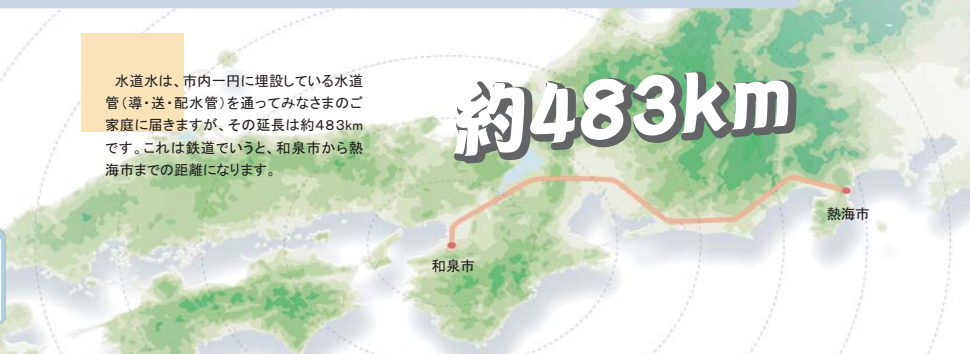 水道水は、市内一円に埋設している水道
管（導・送・配水管）を通ってみなさまのご
家庭に届きますが、その延長は約483km
です。これは鉄道でいうと、和泉市から熱
海市までの距離になります。
約483km
熱海市
和泉市